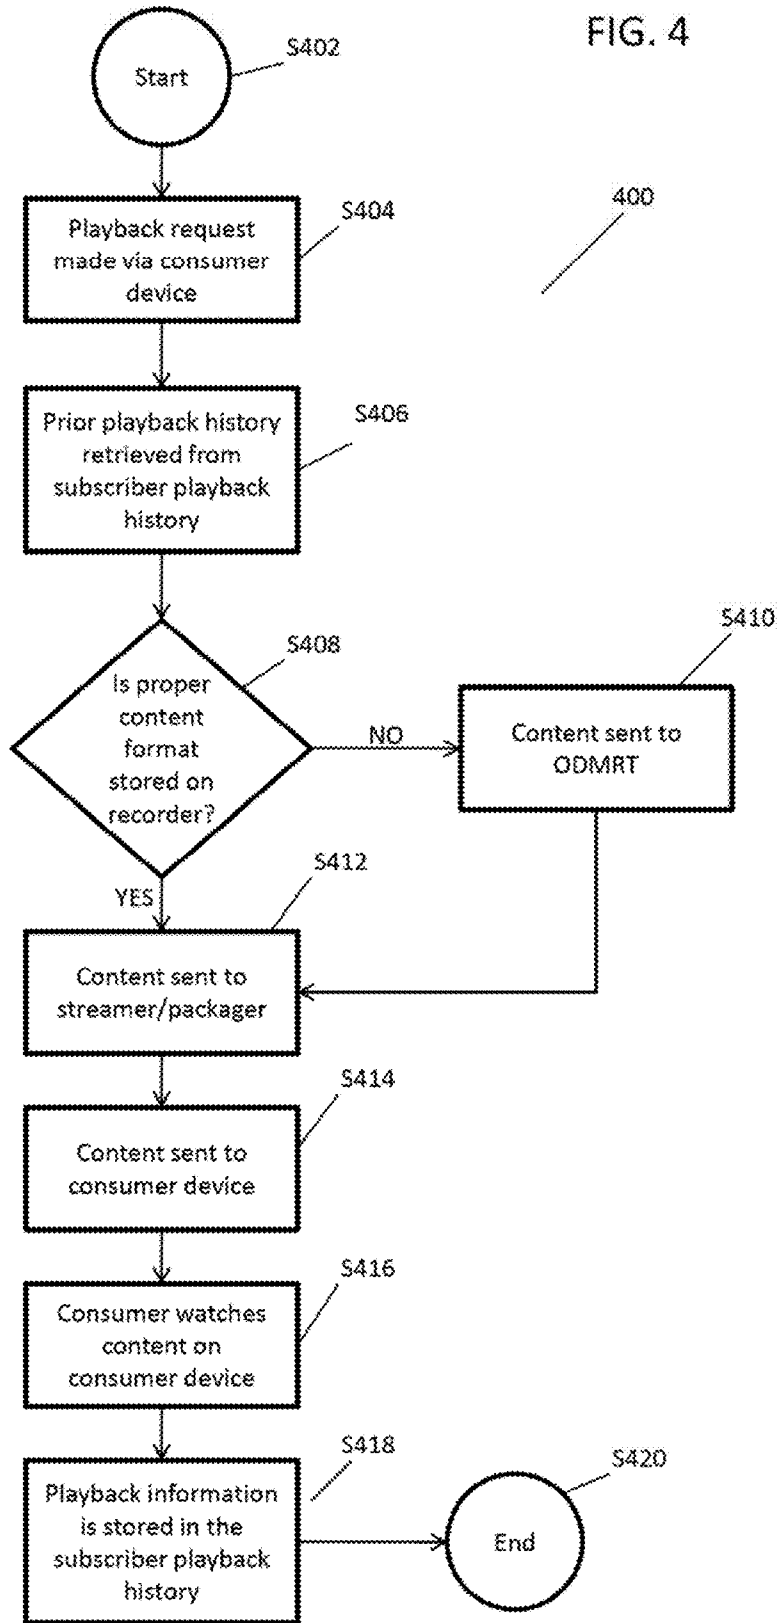 FIG. 4
S402
Start
400
S404
Playback request
made via consumer
device
S406
Prior playback history
retrieved from
subscriber playback
history
S408
Is proper
content
format
stored on
recorder?
NO
S410
Content sent to
ODMRT
YES
S412
Content sent to
streamer/packager
S414
Content sent to
consumer device
S416
Consumer watches
content on
consumer device
S418
Playback information
is stored in the
subscriber playback
history
S420
End